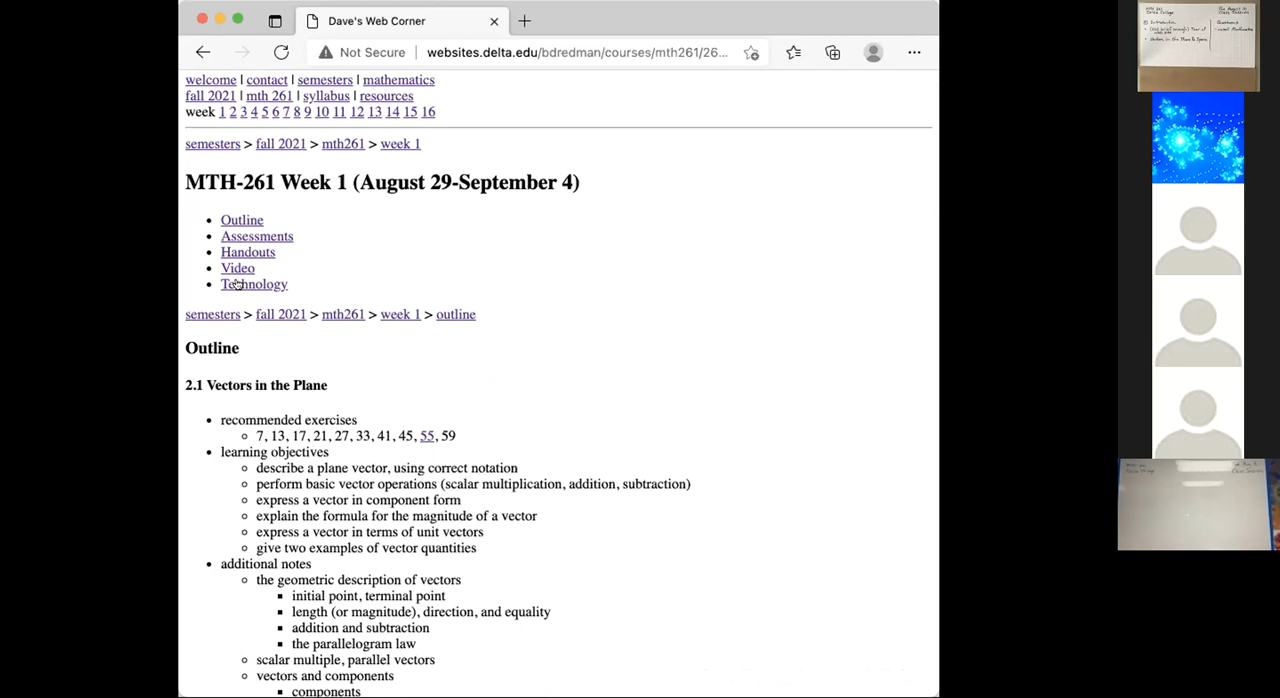 Dave's Web Corner
Not Secure
websites.delta.edu/bdredman/courses/mth261/26...
welcome | contact | semesters | mathematics
fall 2021 | mth 261 | syllabus | resources
week 1 2 3 4 5 6 7 8 9 10 11 12 13 14 15 16
semesters > fall 2021 > mth261 > week 1
MTH-261 Week 1 (August 29-September 4)
Outline
Assessments
Handouts
Video
Technology
semesters > fall 2021 > mth261 > week 1 > outline
Outline
2.1 Vectors in the Plane
recommended exercises
7, 13, 17, 21, 27, 33, 41, 45, 55, 59
learning objectives
describe a plane vector, using correct notation
perform basic vector operations (scalar multiplication, addition, subtraction)
express a vector in component form
explain the formula for the magnitude of a vector
express a vector in terms of unit vectors
give two examples of vector quantities
additional notes
the geometric description of vectors
initial point, terminal point
length (or magnitude), direction, and equality
addition and subtraction
the parallelogram law
scalar multiple, parallel vectors
vectors and components
components